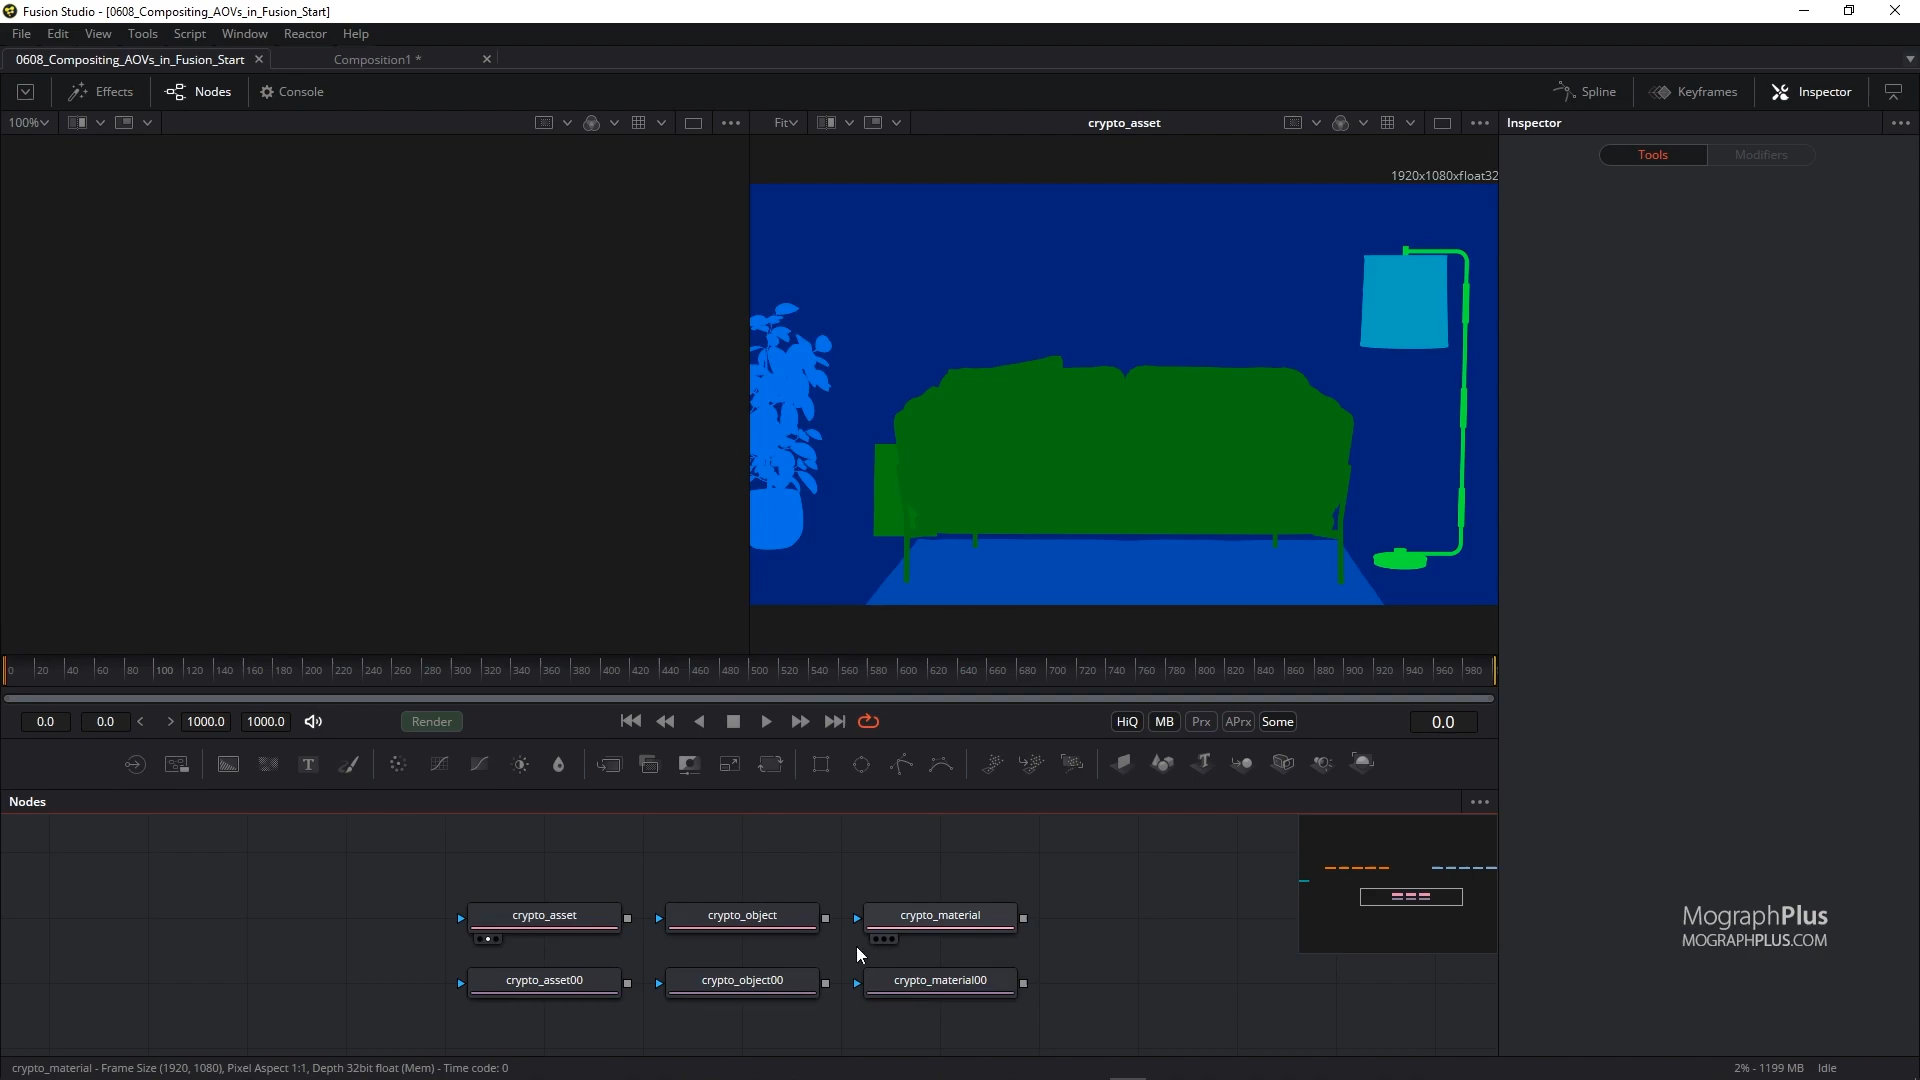 Fusion Studio - [0608_Compositing_AOVs_in_Fusion_Start]
File Edit View Tools Script Window Reactor Help
0608_Compositing_AOVs_in_Fusion_Start Composition1 *
Effects Nodes Console Spline Keyframes Inspector
100% Fit crypto_asset Inspector
Tools Modifiers
1920x1080xfloat32
0 20 40 60 80 100 120 140 160 180 200 220 240 260 280 300 320 340 360 380 400 420 440 460 480 500 520 540 560 580 600 620 640 660 680 700 720 740 760 780 800 820 840 860 880 900 920 940 960 980
0.0 0.0 < > 1000.0 1000.0 Render HiQ MB Prx APrx Some 0.0
T T
Nodes
crypto_asset crypto_object crypto_material
crypto_asset00 crypto_object00 crypto_material00
MographPlus
MOGRAPHPLUS.COM
crypto_material - Frame Size (1920, 1080), Pixel Aspect 1:1, Depth 32bit float (Mem) - Time code: 0 2% - 1199 MB Idle